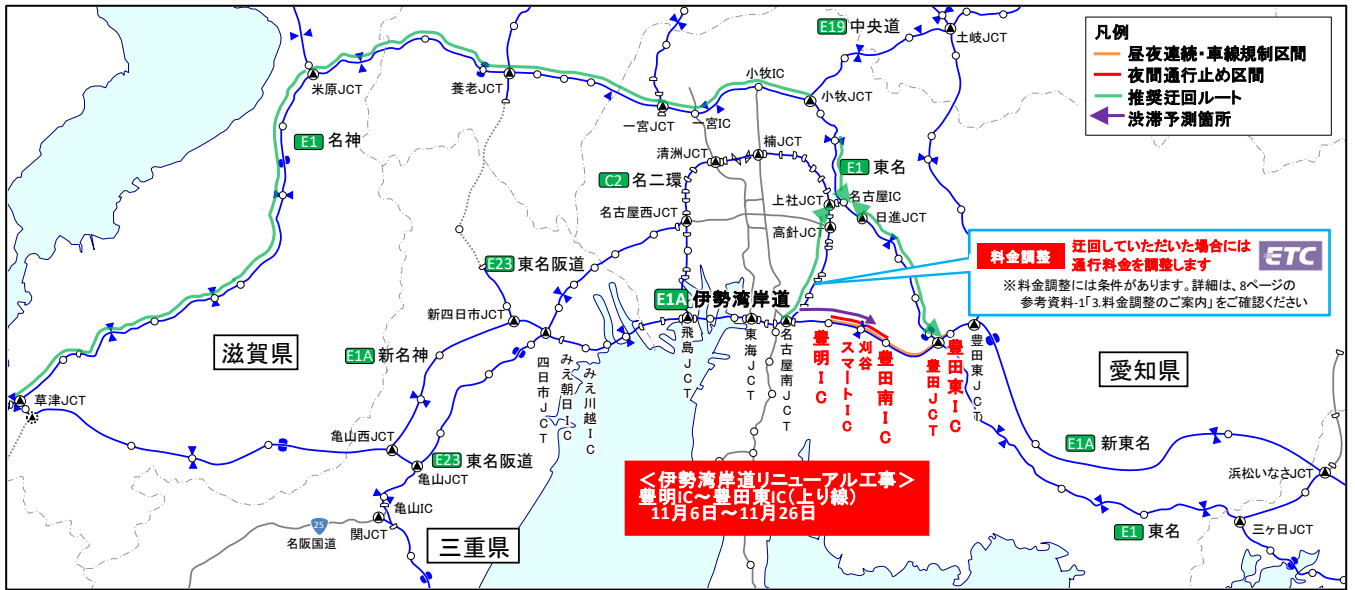 凡例
昼夜連続・車線規制区間
夜間通行止め区間
推奨迂回ルート
渋滞予測箇所
E19 中央道
土岐JCT
米原JCT
養老JCT
小牧IC
小牧JCT
一宮JCT
一宮IC
E1 名神
清洲JCT
楠JCT
E1 東名
C2 名二環
上社JCT
名古屋IC
名古屋西JCT
日進JCT
高針JCT
料金調整
迂回していただいた場合には
通行料金を調整します
ETC
※料金調整には条件があります。詳細は、8ページの
参考資料-1「3.料金調整のご案内」をご確認ください
E23 東名阪道
E1A 伊勢湾岸道
新四日市JCT
滋賀県
E1A 新名神
四日市JCT
みえ朝日IC
みえ川越IC
飛島JCT
東海JCT
名古屋南JCT
豊明IC
刈谷
スマートIC
豊田南IC
豊田JCT
豊田東IC
豊田東JCT
愛知県
草津JCT
亀山西JCT
E23 東名阪道
亀山JCT
E1A 新東名
浜松いなさJCT
<伊勢湾岸道リニューアル工事>
豊明IC~豊田東IC(上り線)
11月6日~11月26日
亀山IC
25
名阪国道
関JCT
三重県
E1 東名
三ヶ日JCT